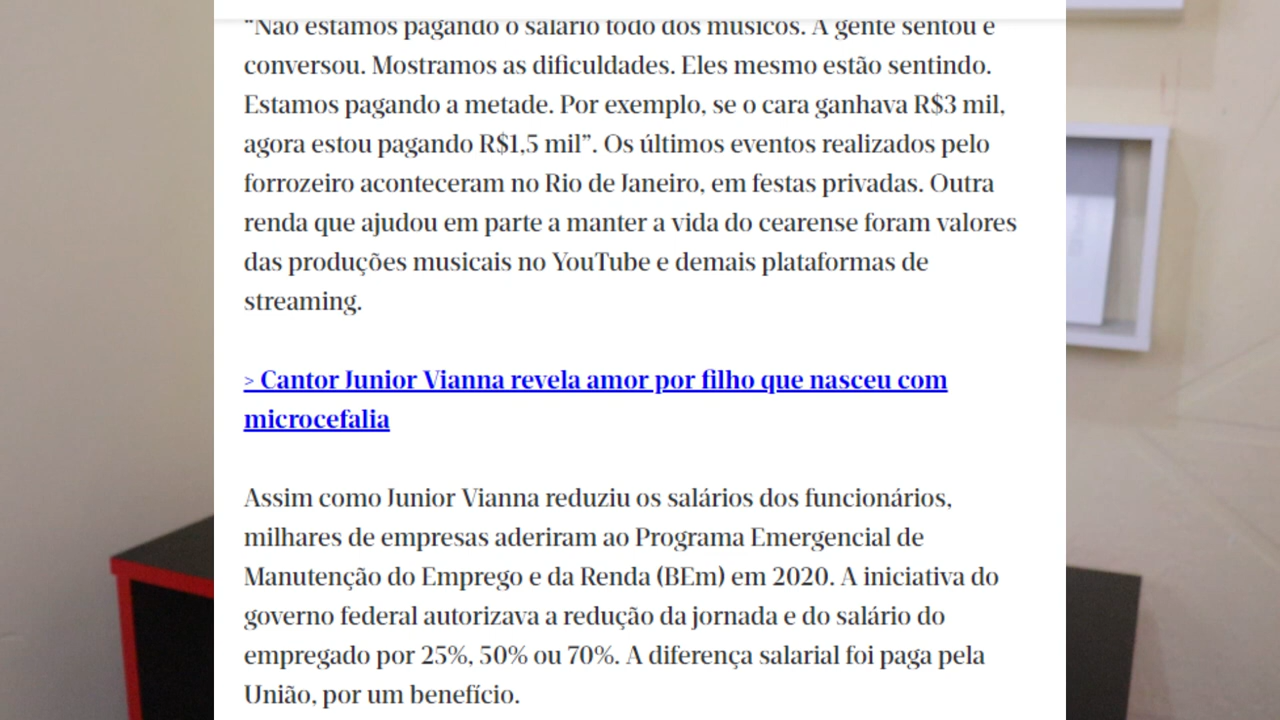 “Não estamos pagando o salário todo dos músicos. A gente sentou e
conversou. Mostramos as dificuldades. Eles mesmo estão sentindo.
Estamos pagando a metade. Por exemplo, se o cara ganhava R$3 mil,
agora estou pagando R$1,5 mil”. Os últimos eventos realizados pelo
forrozeiro aconteceram no Rio de Janeiro, em festas privadas. Outra
renda que ajudou em parte a manter a vida do cearense foram valores
das produções musicais no YouTube e demais plataformas de
streaming.
> Cantor Junior Vianna revela amor por filho que nasceu com
microcefalia
Assim como Junior Vianna reduziu os salários dos funcionários,
milhares de empresas aderiram ao Programa Emergencial de
Manutenção do Emprego e da Renda (BEm) em 2020. A iniciativa do
governo federal autorizava a redução da jornada e do salário do
empregado por 25%, 50% ou 70%. A diferença salarial foi paga pela
União, por um benefício.